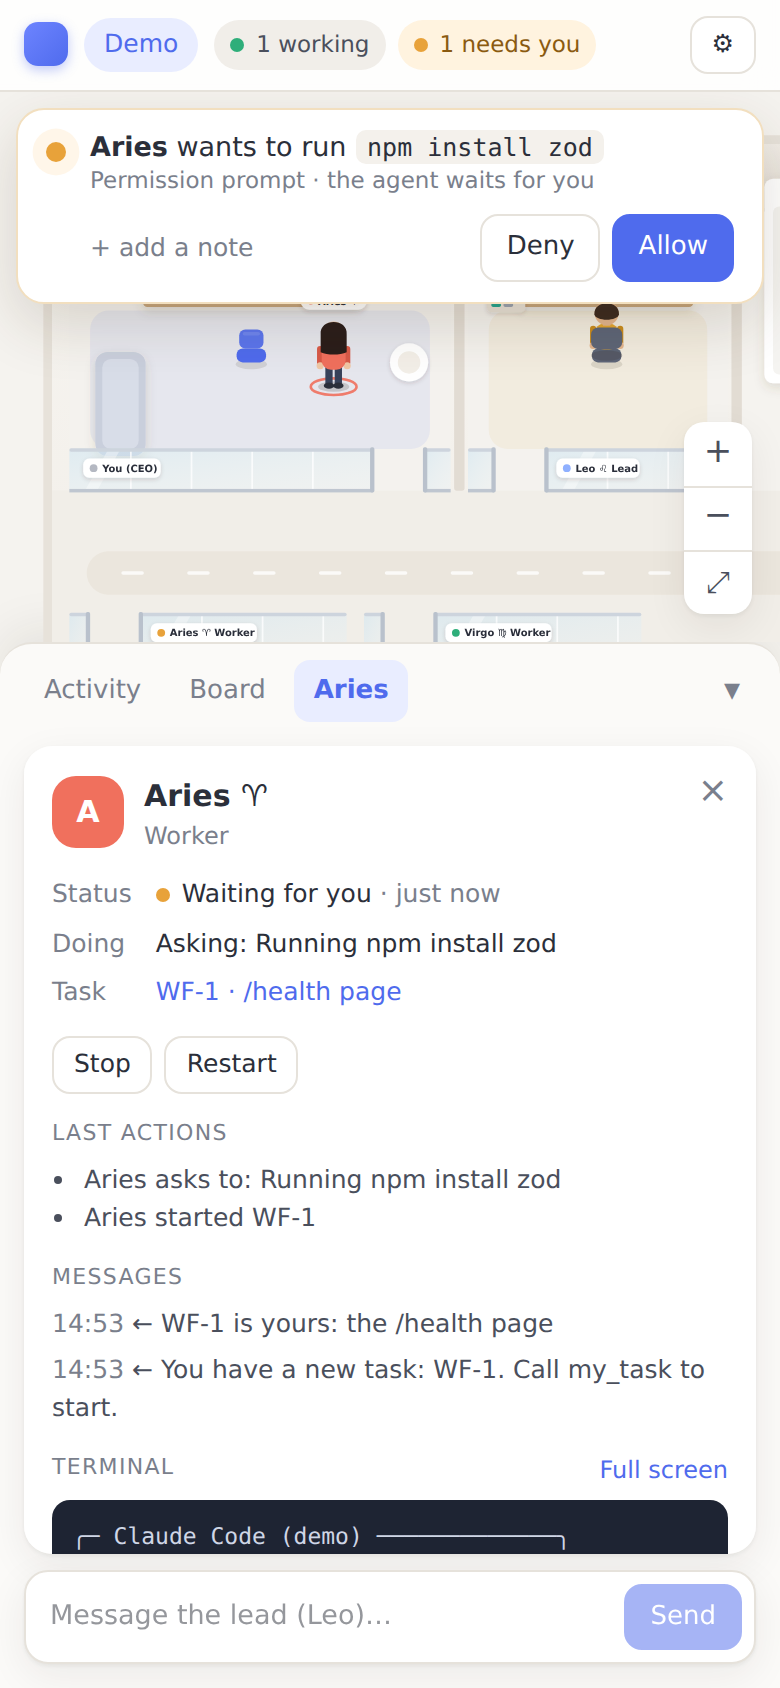 Demo
1 working
1 needs you
⚙
Aries wants to run npm install zod
Permission prompt · the agent waits for you
+ add a note
Deny
Allow
You (CEO)
Leo ♌ Lead
+
−
⤢
Aries ♈ Worker
Virgo ♍ Worker
Activity
Board
Aries
▼
A
Aries ♈
×
Worker
Status
Waiting for you · just now
Doing
Asking: Running npm install zod
Task
WF-1 · /health page
Stop
Restart
LAST ACTIONS
• Aries asks to: Running npm install zod
• Aries started WF-1
MESSAGES
14:53 ← WF-1 is yours: the /health page
14:53 ← You have a new task: WF-1. Call my_task to
start.
TERMINAL
Full screen
╭─ Claude Code (demo) ─────────────────╮
Message the lead (Leo)…
Send